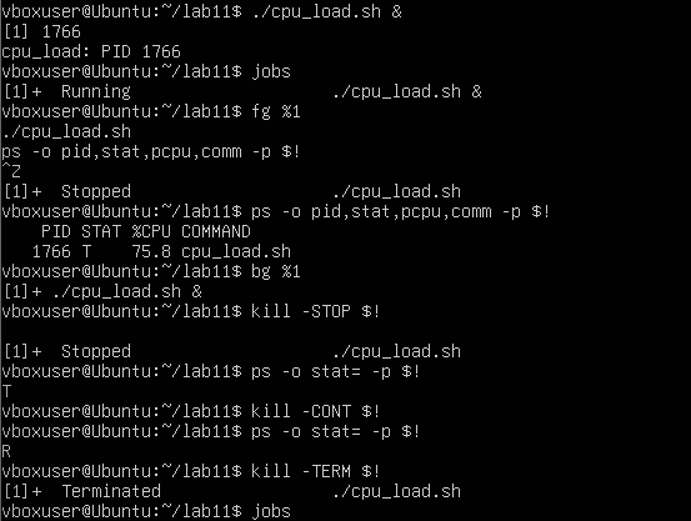 vboxuser@Ubuntu:~/lab11$ ./cpu_load.sh &
[1] 1766
cpu_load: PID 1766
vboxuser@Ubuntu:~/lab11$ jobs
[1]+  Running                 ./cpu_load.sh &
vboxuser@Ubuntu:~/lab11$ fg %1
./cpu_load.sh
ps -o pid,stat,pcpu,comm -p $!
^Z
[1]+  Stopped                 ./cpu_load.sh
vboxuser@Ubuntu:~/lab11$ ps -o pid,stat,pcpu,comm -p $!
    PID STAT %CPU COMMAND
   1766 T    75.8 cpu_load.sh
vboxuser@Ubuntu:~/lab11$ bg %1
[1]+ ./cpu_load.sh &
vboxuser@Ubuntu:~/lab11$ kill -STOP $!
[1]+  Stopped                 ./cpu_load.sh
vboxuser@Ubuntu:~/lab11$ ps -o stat= -p $!
T
vboxuser@Ubuntu:~/lab11$ kill -CONT $!
vboxuser@Ubuntu:~/lab11$ ps -o stat= -p $!
R
vboxuser@Ubuntu:~/lab11$ kill -TERM $!
[1]+  Terminated              ./cpu_load.sh
vboxuser@Ubuntu:~/lab11$ jobs